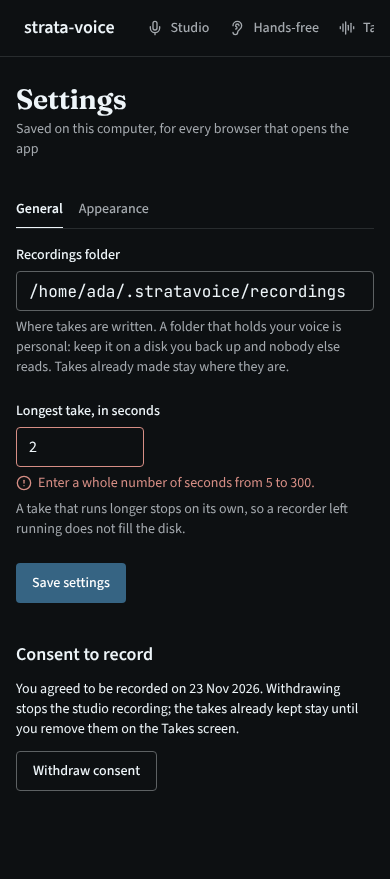 strata-voice Studio Hands-free Ta
Settings
Saved on this computer, for every browser that opens the
app
General Appearance
Recordings folder
/home/ada/.stratavoice/recordings
Where takes are written. A folder that holds your voice is
personal: keep it on a disk you back up and nobody else
reads. Takes already made stay where they are.
Longest take, in seconds
2
Enter a whole number of seconds from 5 to 300.
A take that runs longer stops on its own, so a recorder left
running does not fill the disk.
Save settings
Consent to record
You agreed to be recorded on 23 Nov 2026. Withdrawing
stops the studio recording; the takes already kept stay until
you remove them on the Takes screen.
Withdraw consent